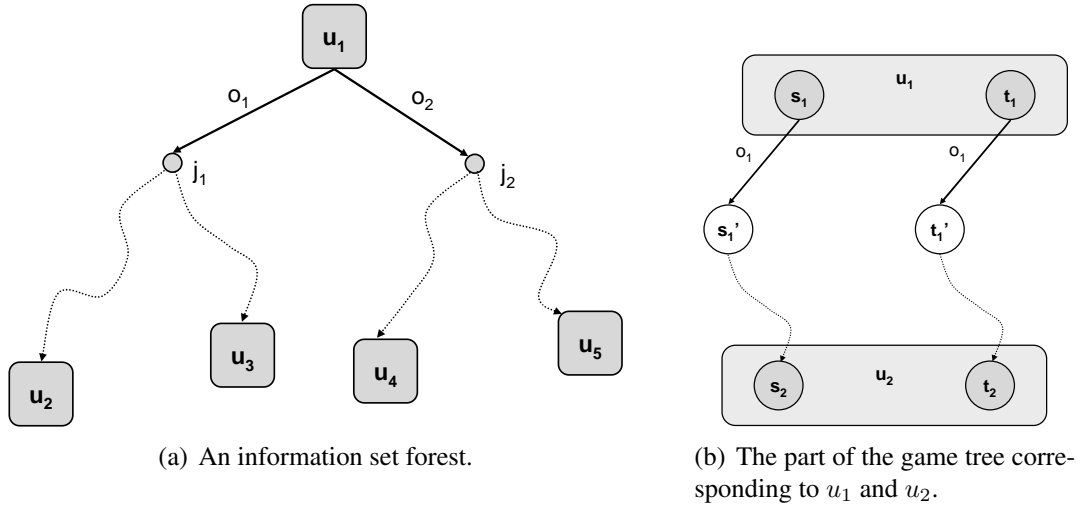 u₁
o₁
o₂
j₁
j₂
u₂
u₃
u₄
u₅
(a) An information set forest.
u₁
s₁
t₁
o₁
o₁
s₁’
t₁’
u₂
s₂
t₂
(b) The part of the game tree corre-
sponding to u₁ and u₂.